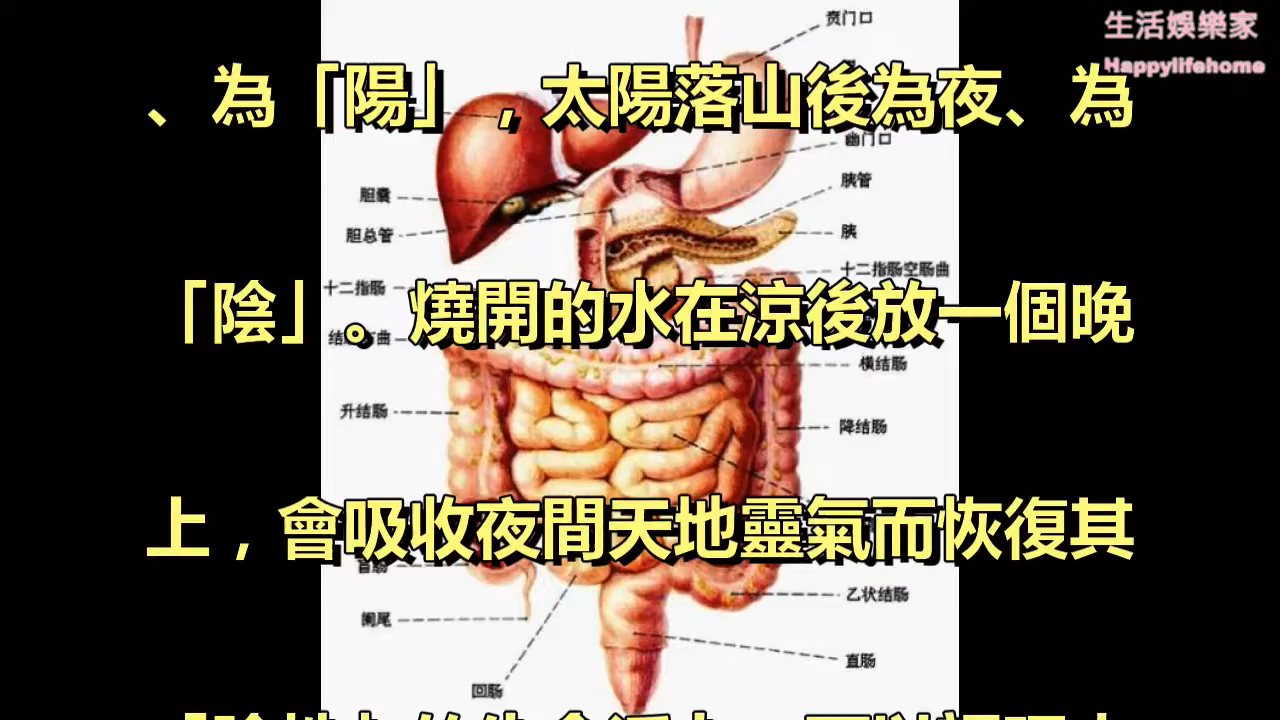 生活娛樂家
Happylifehome
贲门口
、為「陽」，太陽落山後為夜、為
幽门口
胆囊
胰管
胆总管
胰
十二指肠空肠曲
十二指肠
「陰」。燒開的水在涼後放一個晚
横结肠
升结肠
降结肠
上，會吸收夜間天地靈氣而恢復其
盲肠
乙状结肠
阑尾
直肠
回肠